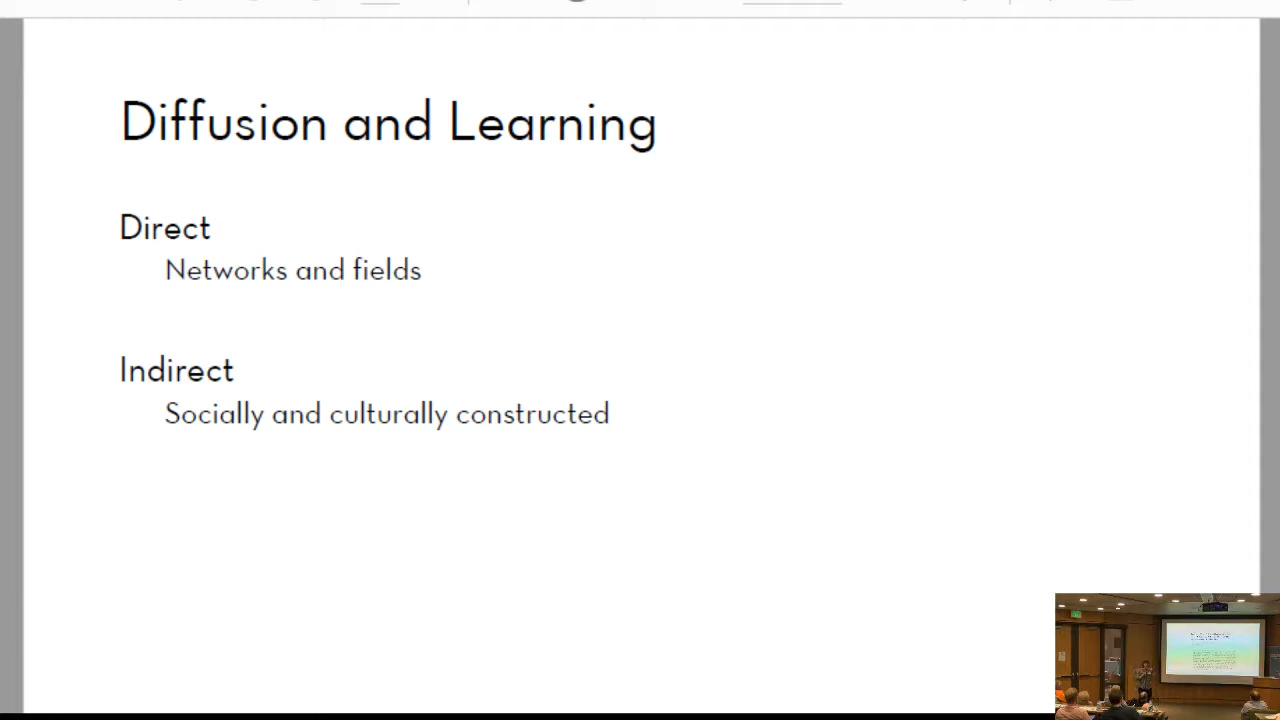 Diffusion and Learning
Direct
Networks and fields
Indirect
Socially and culturally constructed